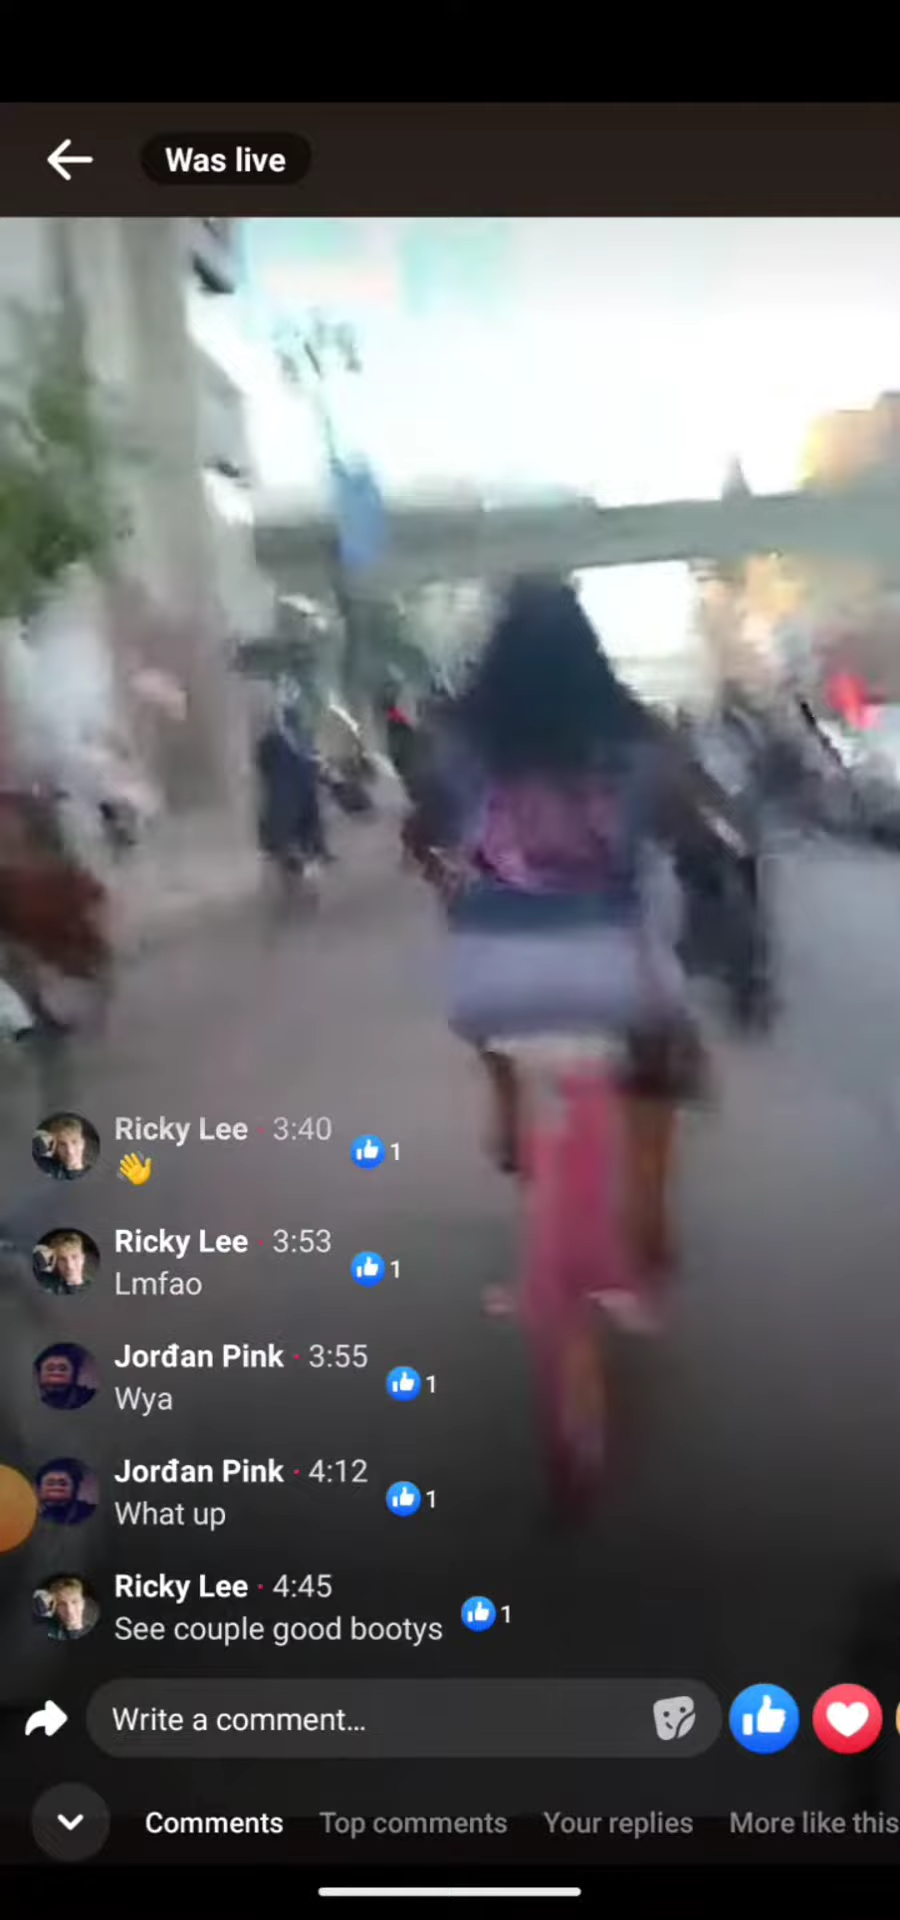 Was live
Ricky Lee · 3:40
👋
1
Ricky Lee · 3:53
Lmfao
1
Jorđan Pink · 3:55
Wya
1
Jorđan Pink · 4:12
What up
1
Ricky Lee · 4:45
See couple good bootys
1
Write a comment...
Comments Top comments Your replies More like this